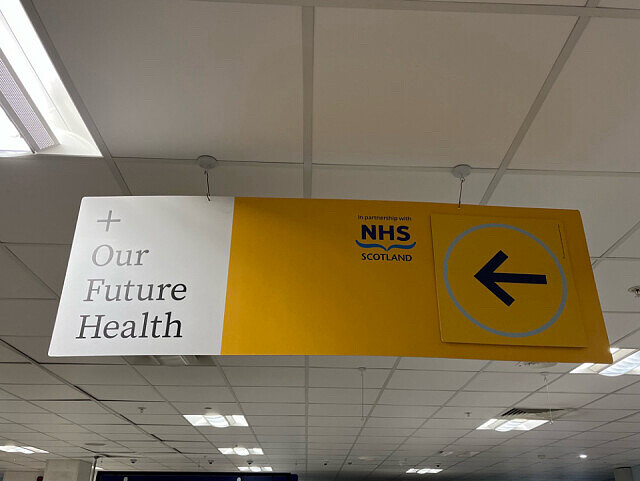 Our
Future
Health
In partnership with
NHS
SCOTLAND